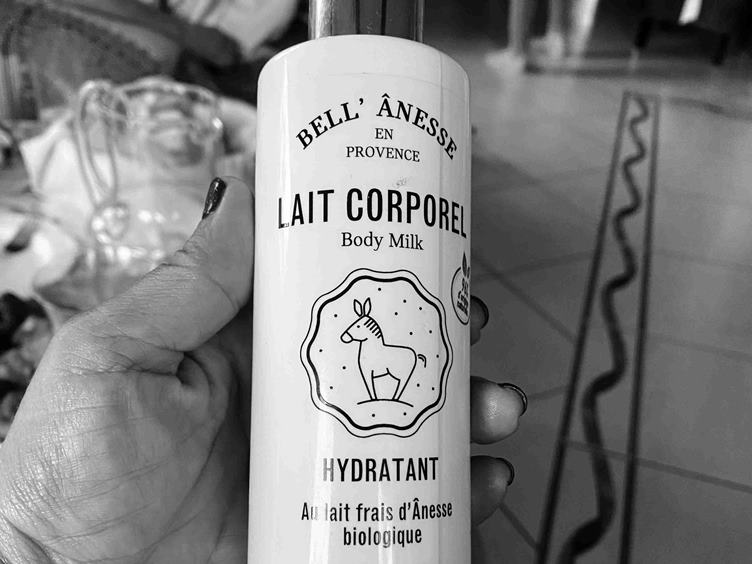 BELL' ÂNESSE
EN
PROVENCE
LAIT CORPOREL
Body Milk
HYDRATANT
Au lait frais d'Ânesse
biologique